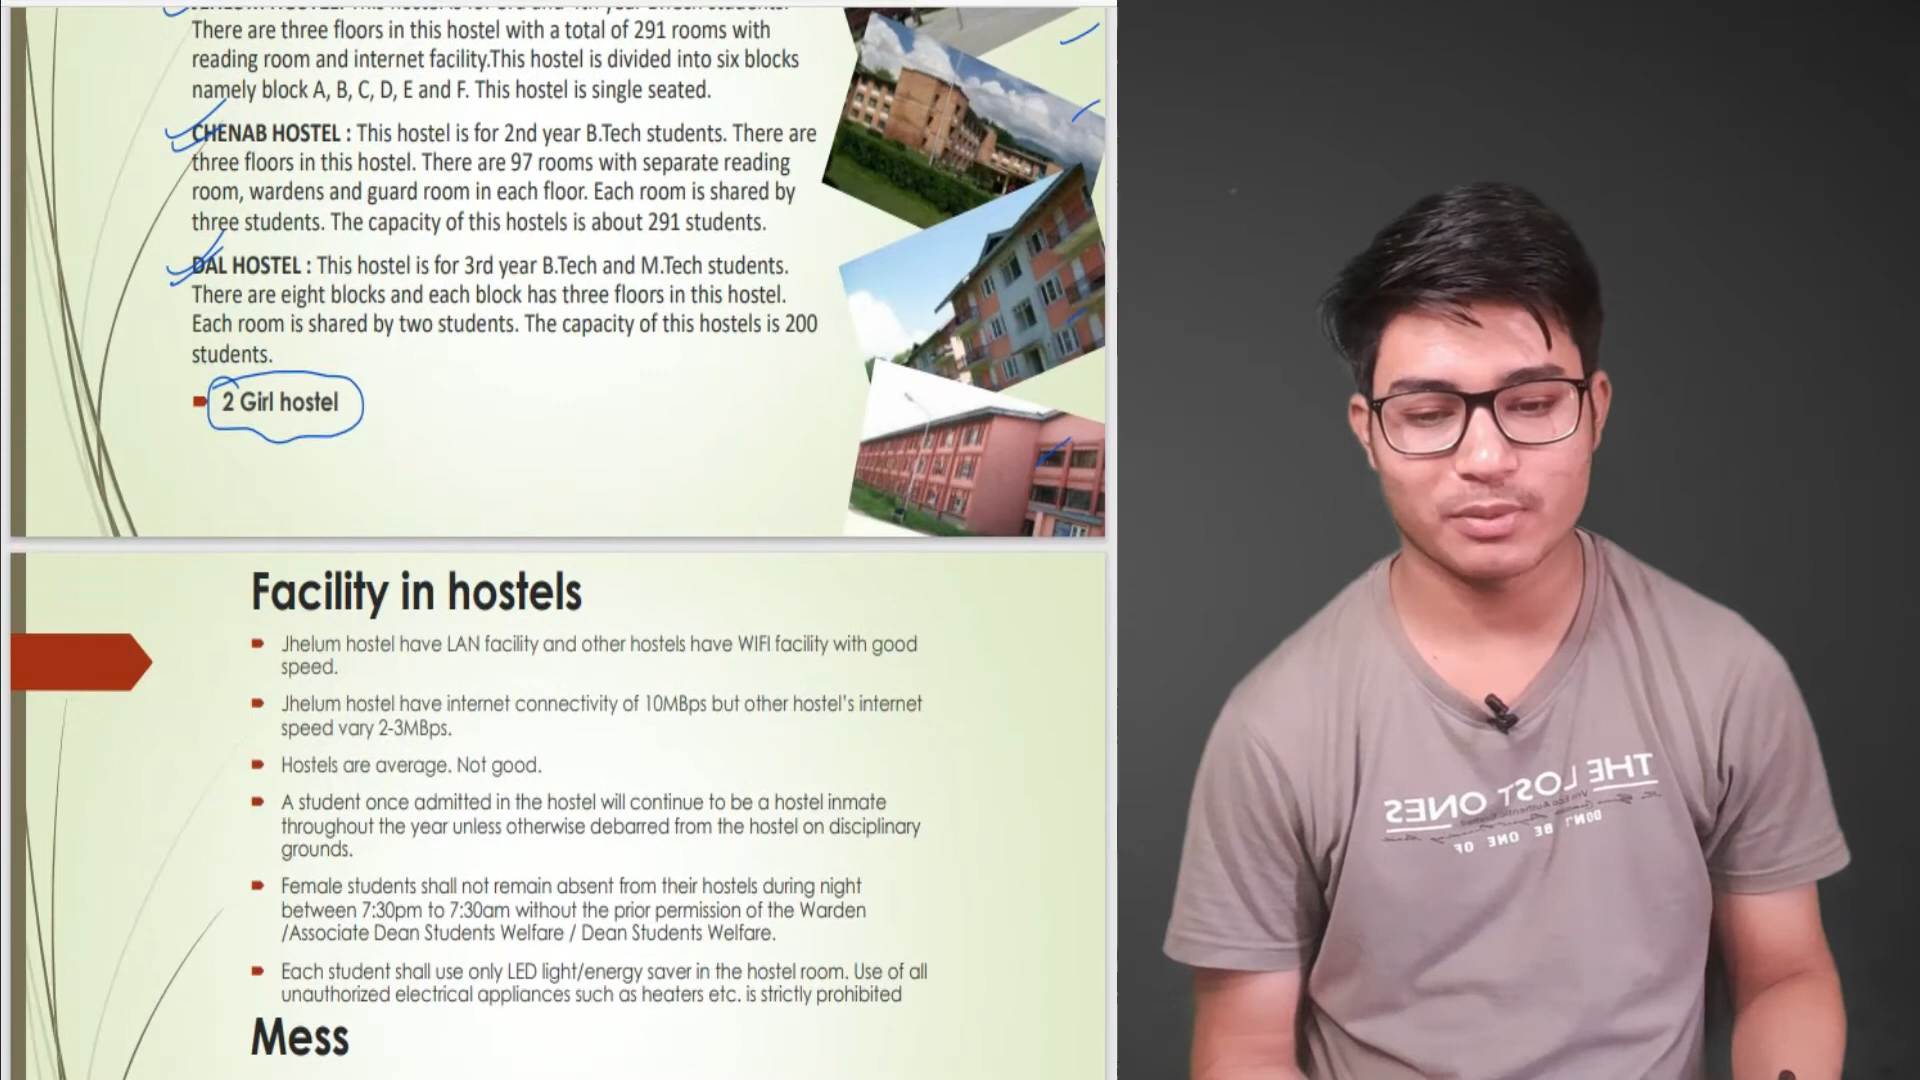 There are three floors in this hostel with a total of 291 rooms with
reading room and internet facility.This hostel is divided into six blocks
namely block A, B, C, D, E and F. This hostel is single seated.
CHENAB HOSTEL : This hostel is for 2nd year B.Tech students. There are
three floors in this hostel. There are 97 rooms with separate reading
room, wardens and guard room in each floor. Each room is shared by
three students. The capacity of this hostels is about 291 students.
DAL HOSTEL : This hostel is for 3rd year B.Tech and M.Tech students.
There are eight blocks and each block has three floors in this hostel.
Each room is shared by two students. The capacity of this hostels is 200
students.
2 Girl hostel
Facility in hostels
Jhelum hostel have LAN facility and other hostels have WIFI facility with good
speed.
Jhelum hostel have internet connectivity of 10MBps but other hostel's internet
speed vary 2-3MBps.
Hostels are average. Not good.
A student once admitted in the hostel will continue to be a hostel inmate
throughout the year unless otherwise debarred from the hostel on disciplinary
grounds.
Female students shall not remain absent from their hostels during night
between 7:30pm to 7:30am without the prior permission of the Warden
/Associate Dean Students Welfare / Dean Students Welfare.
Each student shall use only LED light/energy saver in the hostel room. Use of all
unauthorized electrical appliances such as heaters etc. is strictly prohibited
Mess
THE LOST ONES
DON'T BE ONE OF